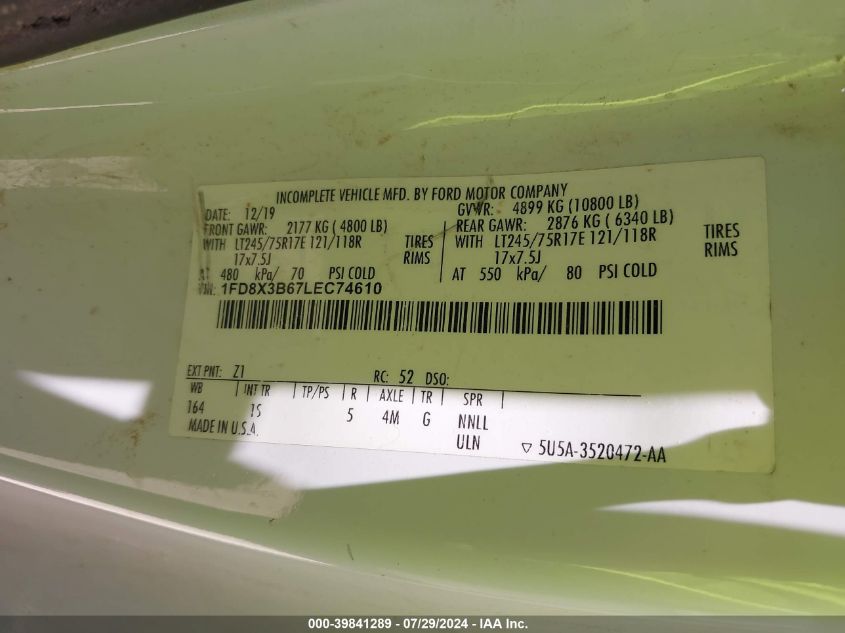 INCOMPLETE VEHICLE MFD. BY FORD MOTOR COMPANY
DATE: 12/19 GVWR: 4899 KG (10800 LB)
FRONT GAWR: 2177 KG ( 4800 LB) REAR GAWR: 2876 KG ( 6340 LB)
WITH LT245/75R17E 121/118R TIRES WITH LT245/75R17E 121/118R TIRES
17x7.5J RIMS 17x7.5J RIMS
AT 480 kPa/ 70 PSI COLD AT 550 kPa/ 80 PSI COLD
VIN: 1FD8X3B67LEC74610
EXT PNT: Z1 RC: 52 DSO:
WB INT TR TP/PS R AXLE TR SPR
164 1S 5 4M G NNLL
MADE IN U.S.A. ULN ▽ 5U5A-3520472-AA
000-39841289 - 07/29/2024 - IAA Inc.